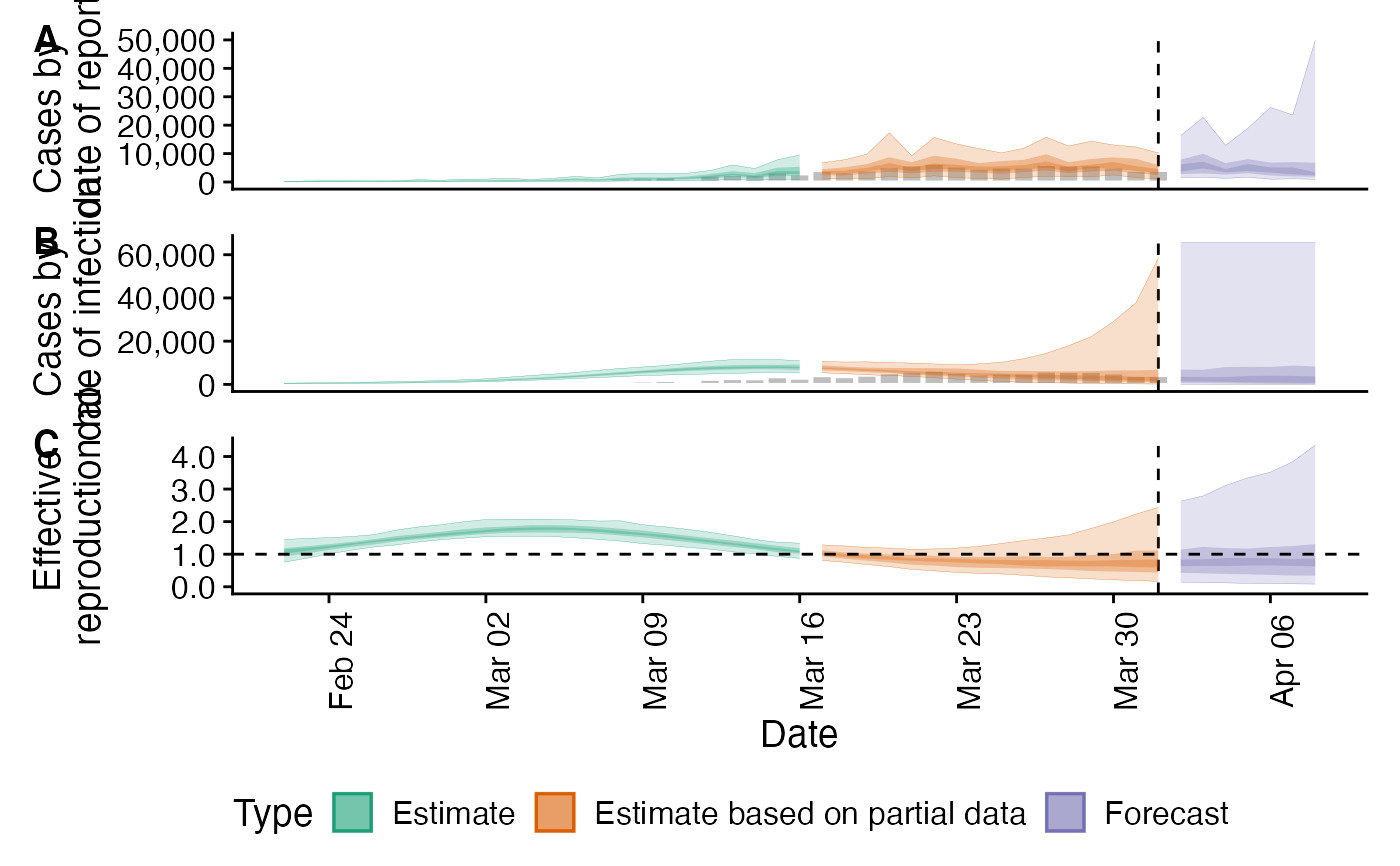 A
Cases by
date of report
50,000
40,000
30,000
20,000
10,000
0
B
Cases by
date of infection
60,000
40,000
20,000
0
C
Effective
reproduction no.
4.0
3.0
2.0
1.0
0.0
Feb 24
Mar 02
Mar 09
Mar 16
Mar 23
Mar 30
Apr 06
Date
Type
Estimate
Estimate based on partial data
Forecast